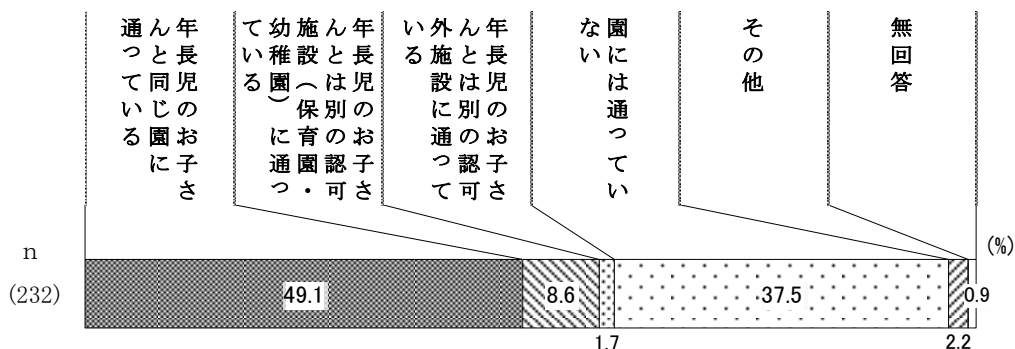 年長児のお子さ
んと同じ園に
通っている
年長児のお子さ
んとは別の認可
施設（保育園・
幼稚園）に通っ
ている
年長児のお子さ
んとは別の認可
外施設に通って
いる
園には通ってい
ない
その他
無回答
(%)
n
(232)
49.1
8.6
1.7
37.5
2.2
0.9